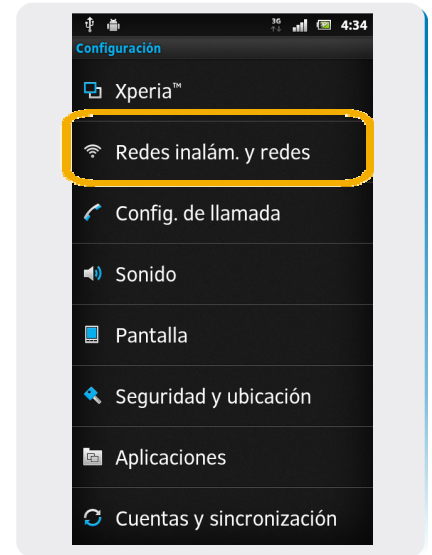 3G 4:34
Configuración
Xperia™
Redes inalám. y redes
Config. de llamada
Sonido
Pantalla
Seguridad y ubicación
Aplicaciones
Cuentas y sincronización